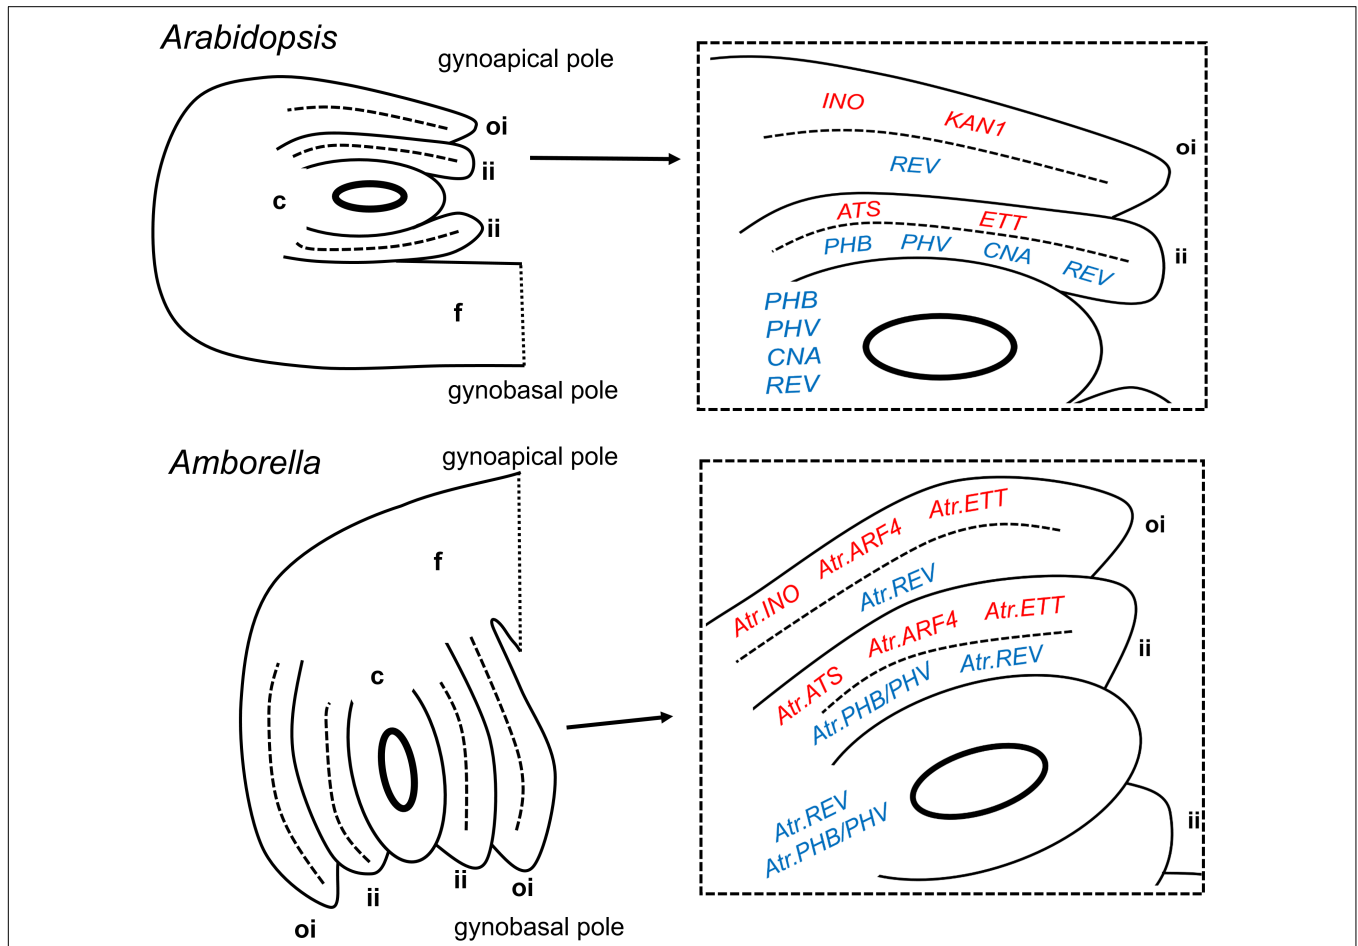 Arabidopsis
gynoapical pole
oi
ii
c
ii
f
gynobasal pole
INO
KAN1
REV
oi
ATS
ETT
PHB PHV CNA REV
ii
PHB
PHV
CNA
REV
Amborella
gynoapical pole
f
c
oi
ii
ii
oi
gynobasal pole
Atr.INO Atr.ARF4 Atr.ETT
Atr.REV
oi
Atr.ATS Atr.ARF4 Atr.ETT
Atr.PHB/PHV Atr.REV
ii
Atr.REV
Atr.PHB/PHV
ii